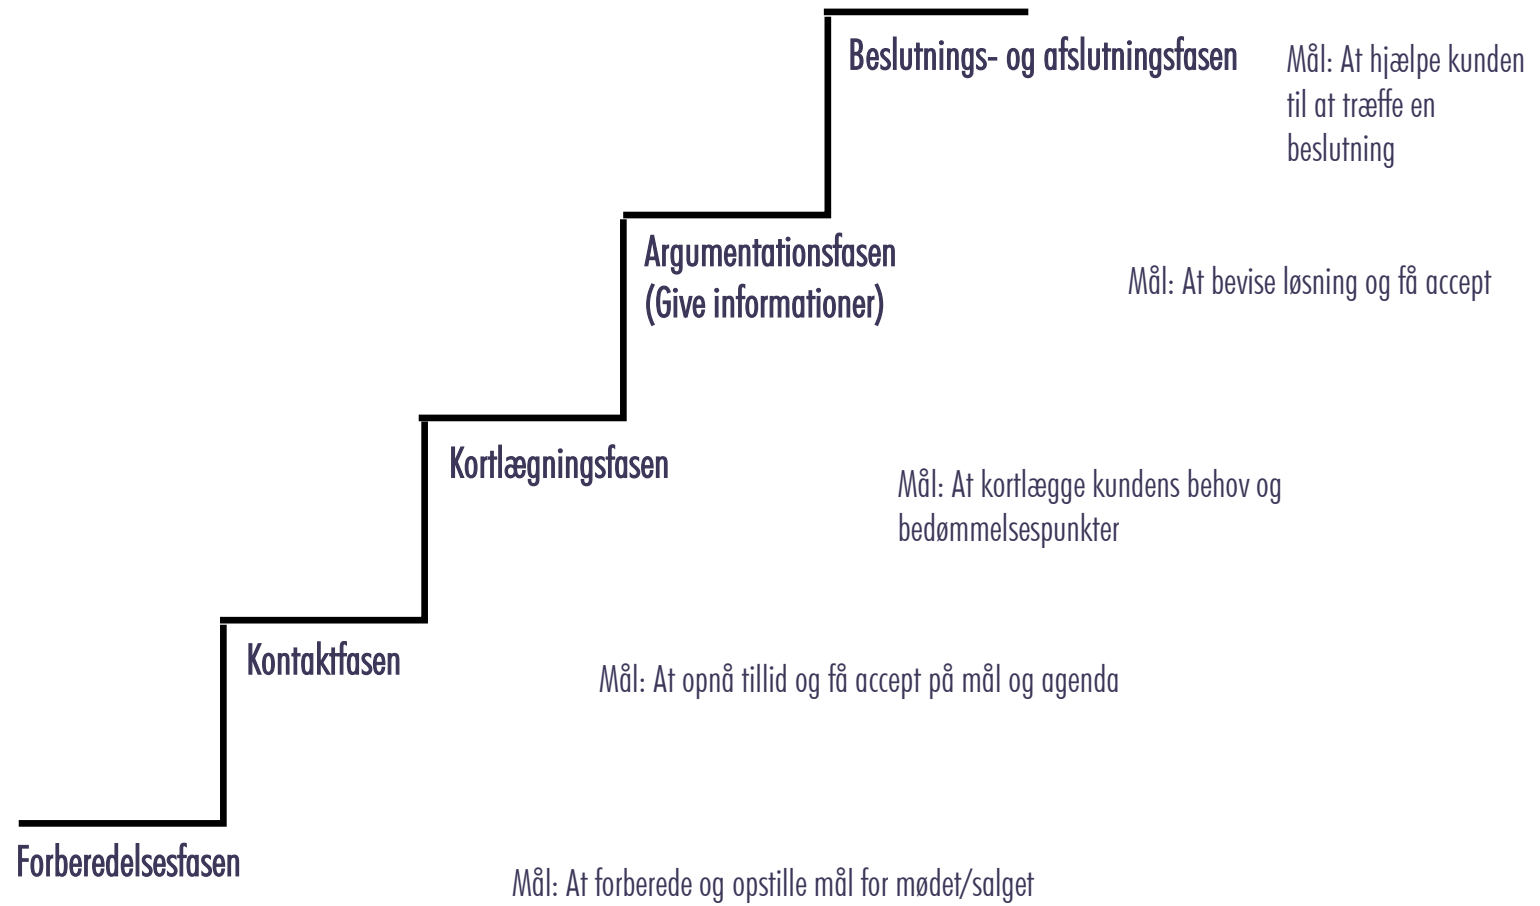 Beslutnings- og afslutningsfasen
Mål: At hjælpe kunden
til at træffe en
beslutning
Argumentationsfasen
(Give informationer)
Mål: At bevise løsning og få accept
Kortlægningsfasen
Mål: At kortlægge kundens behov og
bedømmelsespunkter
Kontaktfasen
Mål: At opnå tillid og få accept på mål og agenda
Forberedelsesfasen
Mål: At forberede og opstille mål for mødet/salget